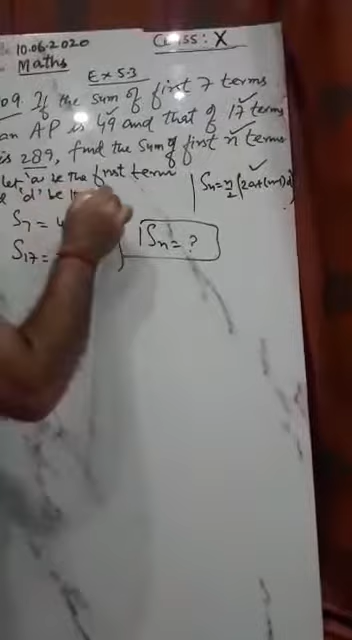 10.06.2020
CLASS: X
Maths
Ex 5.3
09. If the sum of first 7 terms
an AP is 49 and that of 17 terms
is 289, find the sum of first n terms
let 'a' be the first term
'd' be
Sn = n/2 (2a+(n-1)d)
S7 = 4
Sn = ?
S17 =